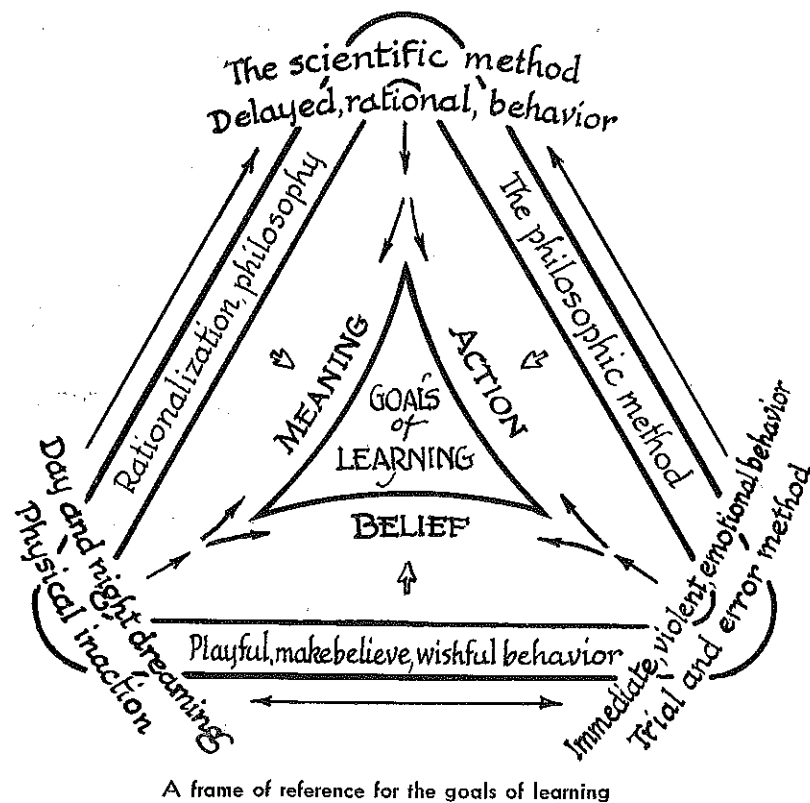 The scientific method
Delayed, rational, behavior
Rationalization, philosophy
The philosophic method
MEANING
ACTION
GOALS
of
LEARNING
BELIEF
Day and night dreaming
Physical inaction
Playful, makebelieve, wishful behavior
Immediate, violent, emotional behavior
Trial and error method
A frame of reference for the goals of learning